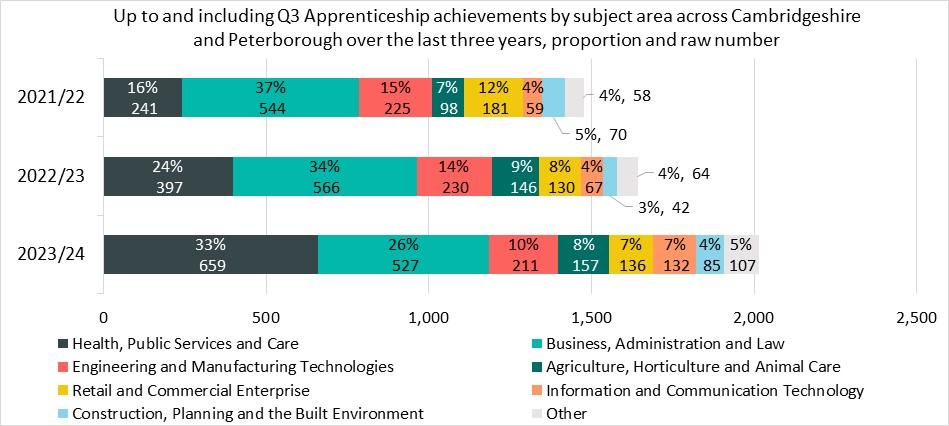 Up to and including Q3 Apprenticeship achievements by subject area across Cambridgeshire
and Peterborough over the last three years, proportion and raw number
2021/22
16% 37% 15% 7% 12% 4%
241 544 225 98 181 59
4%, 58
5%, 70
2022/23
24% 34% 14% 9% 8% 4%
397 566 230 146 130 67
4%, 64
3%, 42
2023/24
33% 26% 10% 8% 7% 7% 4% 5%
659 527 211 157 136 132 85 107
0 500 1,000 1,500 2,000 2,500
Health, Public Services and Care
Business, Administration and Law
Engineering and Manufacturing Technologies
Agriculture, Horticulture and Animal Care
Retail and Commercial Enterprise
Information and Communication Technology
Construction, Planning and the Built Environment
Other